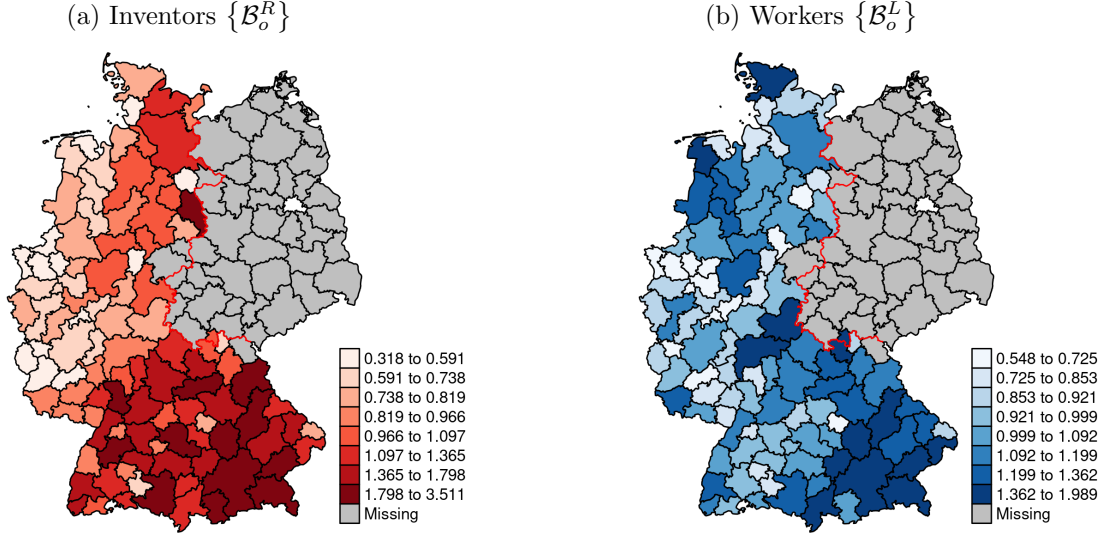 (a) Inventors {𝓑ₒᴿ}
(b) Workers {𝓑ₒᴸ}
0.318 to 0.591
0.591 to 0.738
0.738 to 0.819
0.819 to 0.966
0.966 to 1.097
1.097 to 1.365
1.365 to 1.798
1.798 to 3.511
Missing
0.548 to 0.725
0.725 to 0.853
0.853 to 0.921
0.921 to 0.999
0.999 to 1.092
1.092 to 1.199
1.199 to 1.362
1.362 to 1.989
Missing